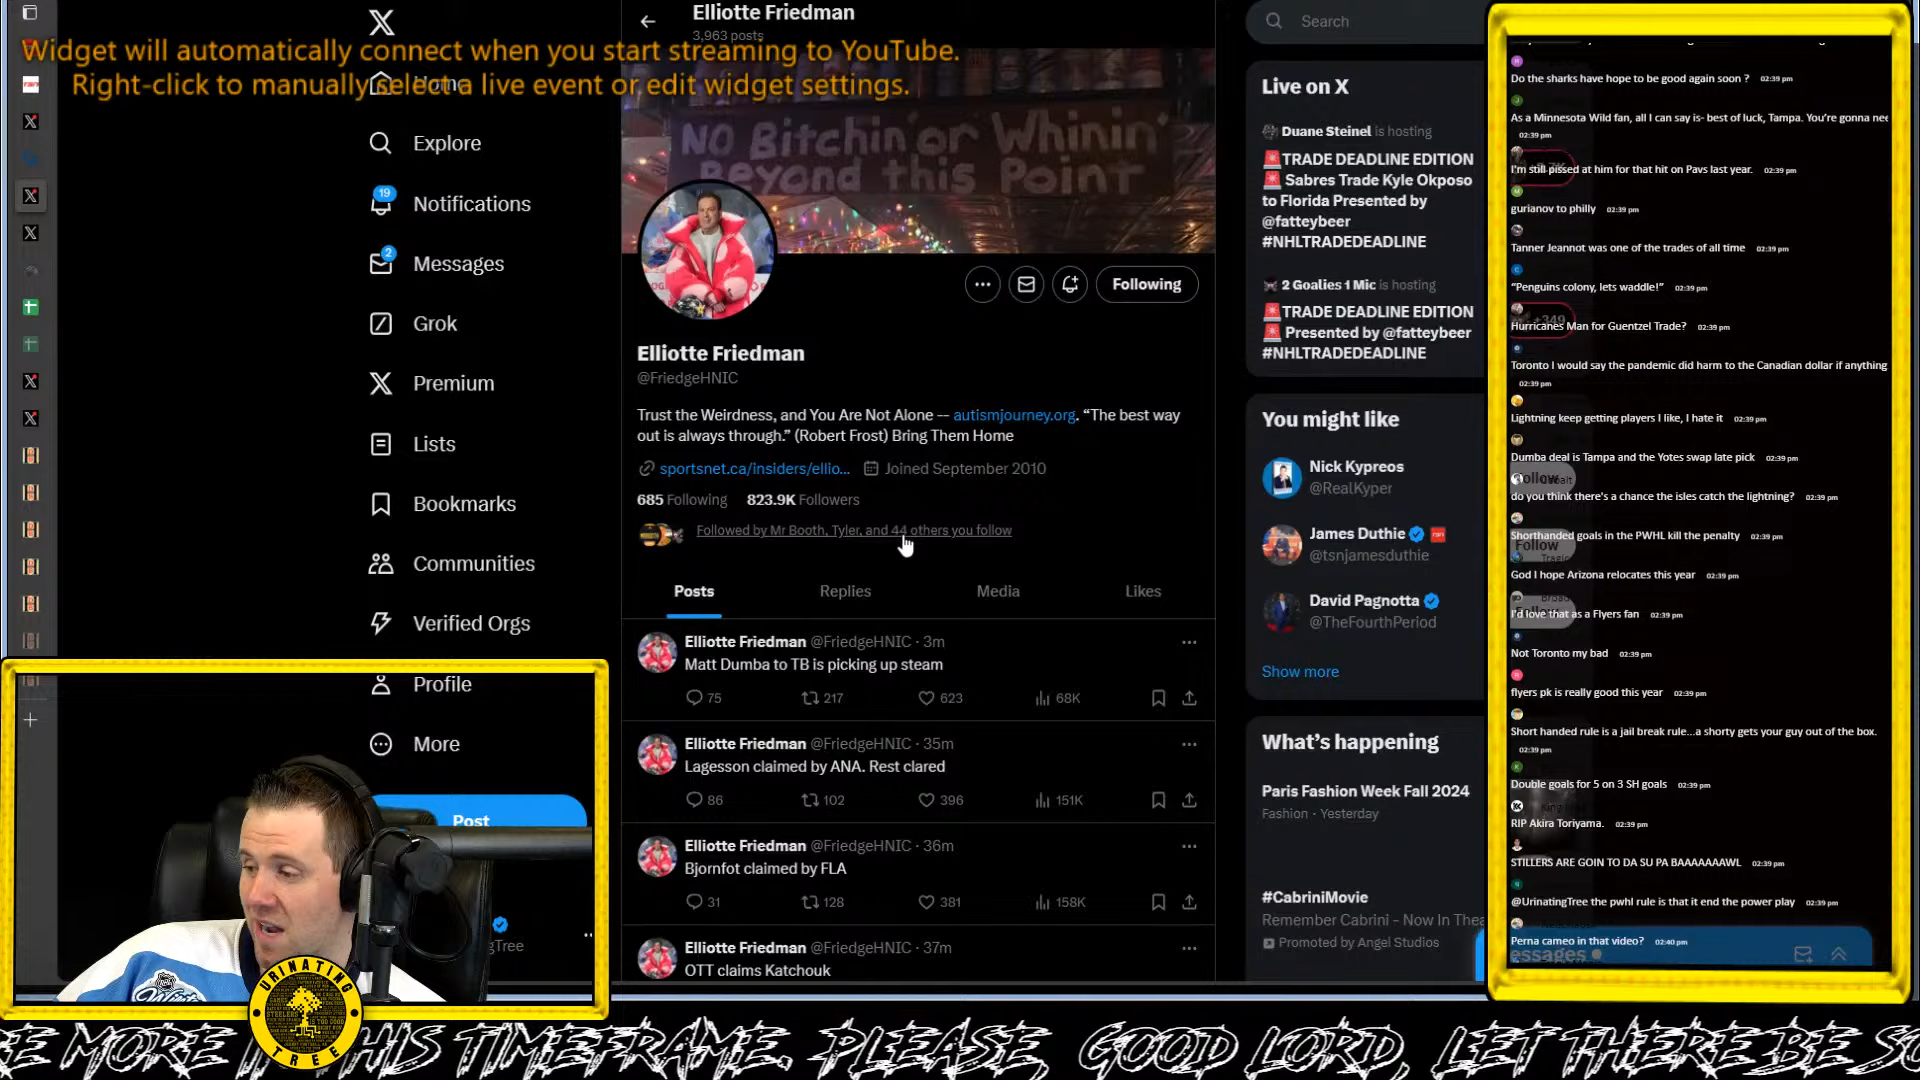 Widget will automatically connect when you start streaming to YouTube.
Right-click to manually select a live event or edit widget settings.
Home
Explore
19
Notifications
2
Messages
Grok
Premium
Lists
Bookmarks
Communities
Verified Orgs
Profile
More
Post
Elliotte Friedman
3,963 posts
NO Bitchin' or Whinin'
Beyond this Point
Following
Elliotte Friedman
@FriedgeHNIC
Trust the Weirdness, and You Are Not Alone -- autismjourney.org. “The best way
out is always through.” (Robert Frost) Bring Them Home
sportsnet.ca/insiders/ellio... Joined September 2010
685 Following 823.9K Followers
Followed by Mr Booth, Tyler, and 44 others you follow
Posts Replies Media Likes
Elliotte Friedman @FriedgeHNIC · 3m
Matt Dumba to TB is picking up steam
75 217 623 68K
Elliotte Friedman @FriedgeHNIC · 35m
Lagesson claimed by ANA. Rest clared
86 102 396 151K
Elliotte Friedman @FriedgeHNIC · 36m
Bjornfot claimed by FLA
31 128 381 158K
Elliotte Friedman @FriedgeHNIC · 37m
OTT claims Katchouk
Search
Live on X
Duane Steinel is hosting
🚨TRADE DEADLINE EDITION
🚨 Sabres Trade Kyle Okposo
to Florida Presented by
@fatteybeer
#NHLTRADEDEADLINE
2 Goalies 1 Mic is hosting
🚨TRADE DEADLINE EDITION
🚨 Presented by @fatteybeer
#NHLTRADEDEADLINE
You might like
Nick Kypreos
@RealKyper
James Duthie
@tsnjamesduthie
David Pagnotta
@TheFourthPeriod
Show more
What’s happening
Paris Fashion Week Fall 2024
Fashion · Yesterday
#CabriniMovie
Remember Cabrini - Now In Thea
Promoted by Angel Studios
Do the sharks have hope to be good again soon ? 02:39 pm
As a Minnesota Wild fan, all I can say is- best of luck, Tampa. You’re gonna nee
02:39 pm
I'm still pissed at him for that hit on Pavs last year. 02:39 pm
gurianov to philly 02:39 pm
Tanner Jeannot was one of the trades of all time 02:39 pm
“Penguins colony, lets waddle!” 02:39 pm
+349
Hurricanes Man for Guentzel Trade? 02:39 pm
Toronto I would say the pandemic did harm to the Canadian dollar if anything
02:39 pm
Lightning keep getting players I like, I hate it 02:39 pm
Dumba deal is Tampa and the Yotes swap late pick 02:39 pm
Follow
do you think there's a chance the isles catch the lightning? 02:39 pm
Shorthanded goals in the PWHL kill the penalty 02:39 pm
Follow
God I hope Arizona relocates this year 02:39 pm
I'd love that as a Flyers fan 02:39 pm
Not Toronto my bad 02:39 pm
flyers pk is really good this year 02:39 pm
Short handed rule is a jail break rule...a shorty gets your guy out of the box.
02:39 pm
Double goals for 5 on 3 SH goals 02:39 pm
RIP Akira Toriyama. 02:39 pm
STILLERS ARE GOIN TO DA SU PA BAAAAAAWL 02:39 pm
@UrinatingTree the pwhl rule is that it end the power play 02:39 pm
Perna cameo in that video? 02:40 pm
essages
ngTree
URINATING
TREE
E MORE IN THIS TIMEFRAME. PLEASE, GOOD LORD, LET THERE BE SO